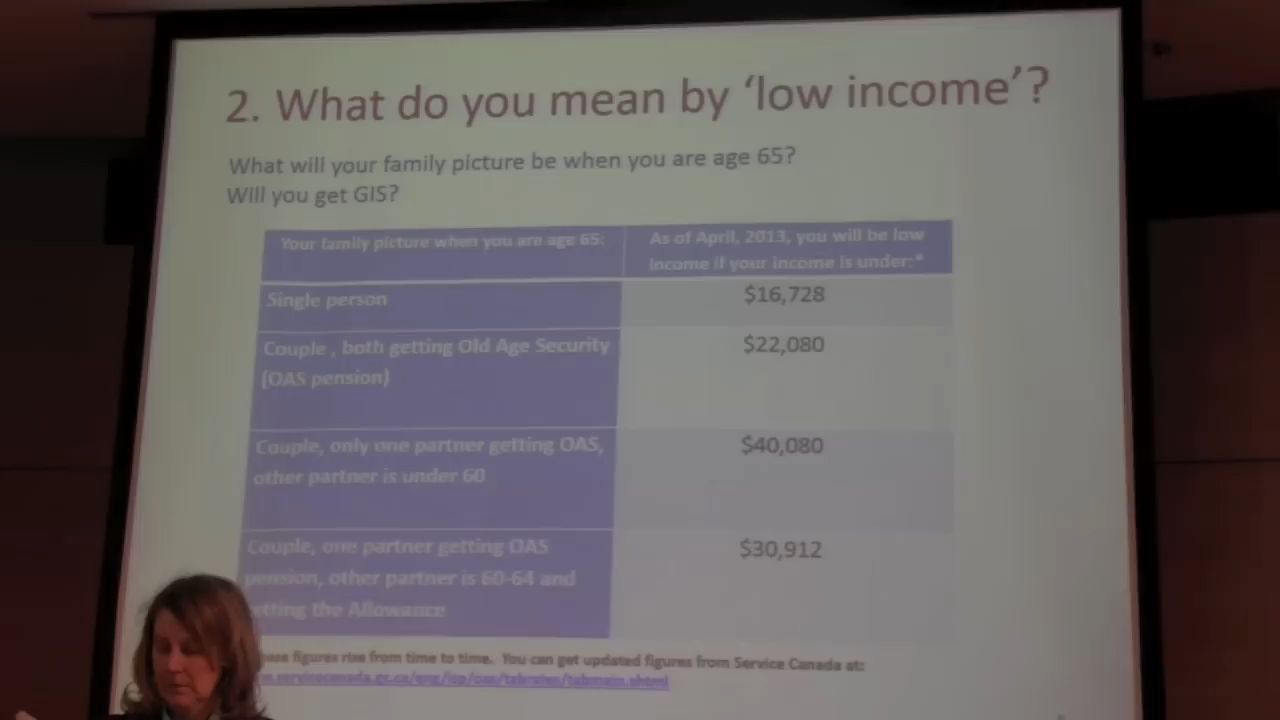 2. What do you mean by ‘low income’?
What will your family picture be when you are age 65?
Will you get GIS?
Your family picture when you are age 65:
As of April, 2013, you will be low
income if your income is under:*
Single person
$16,728
Couple , both getting Old Age Security
(OAS pension)
$22,080
Couple, only one partner getting OAS,
other partner is under 60
$40,080
Couple, one partner getting OAS
pension, other partner is 60-64 and
getting the Allowance
$30,912
figures rise from time to time. You can get updated figures from Service Canada at: